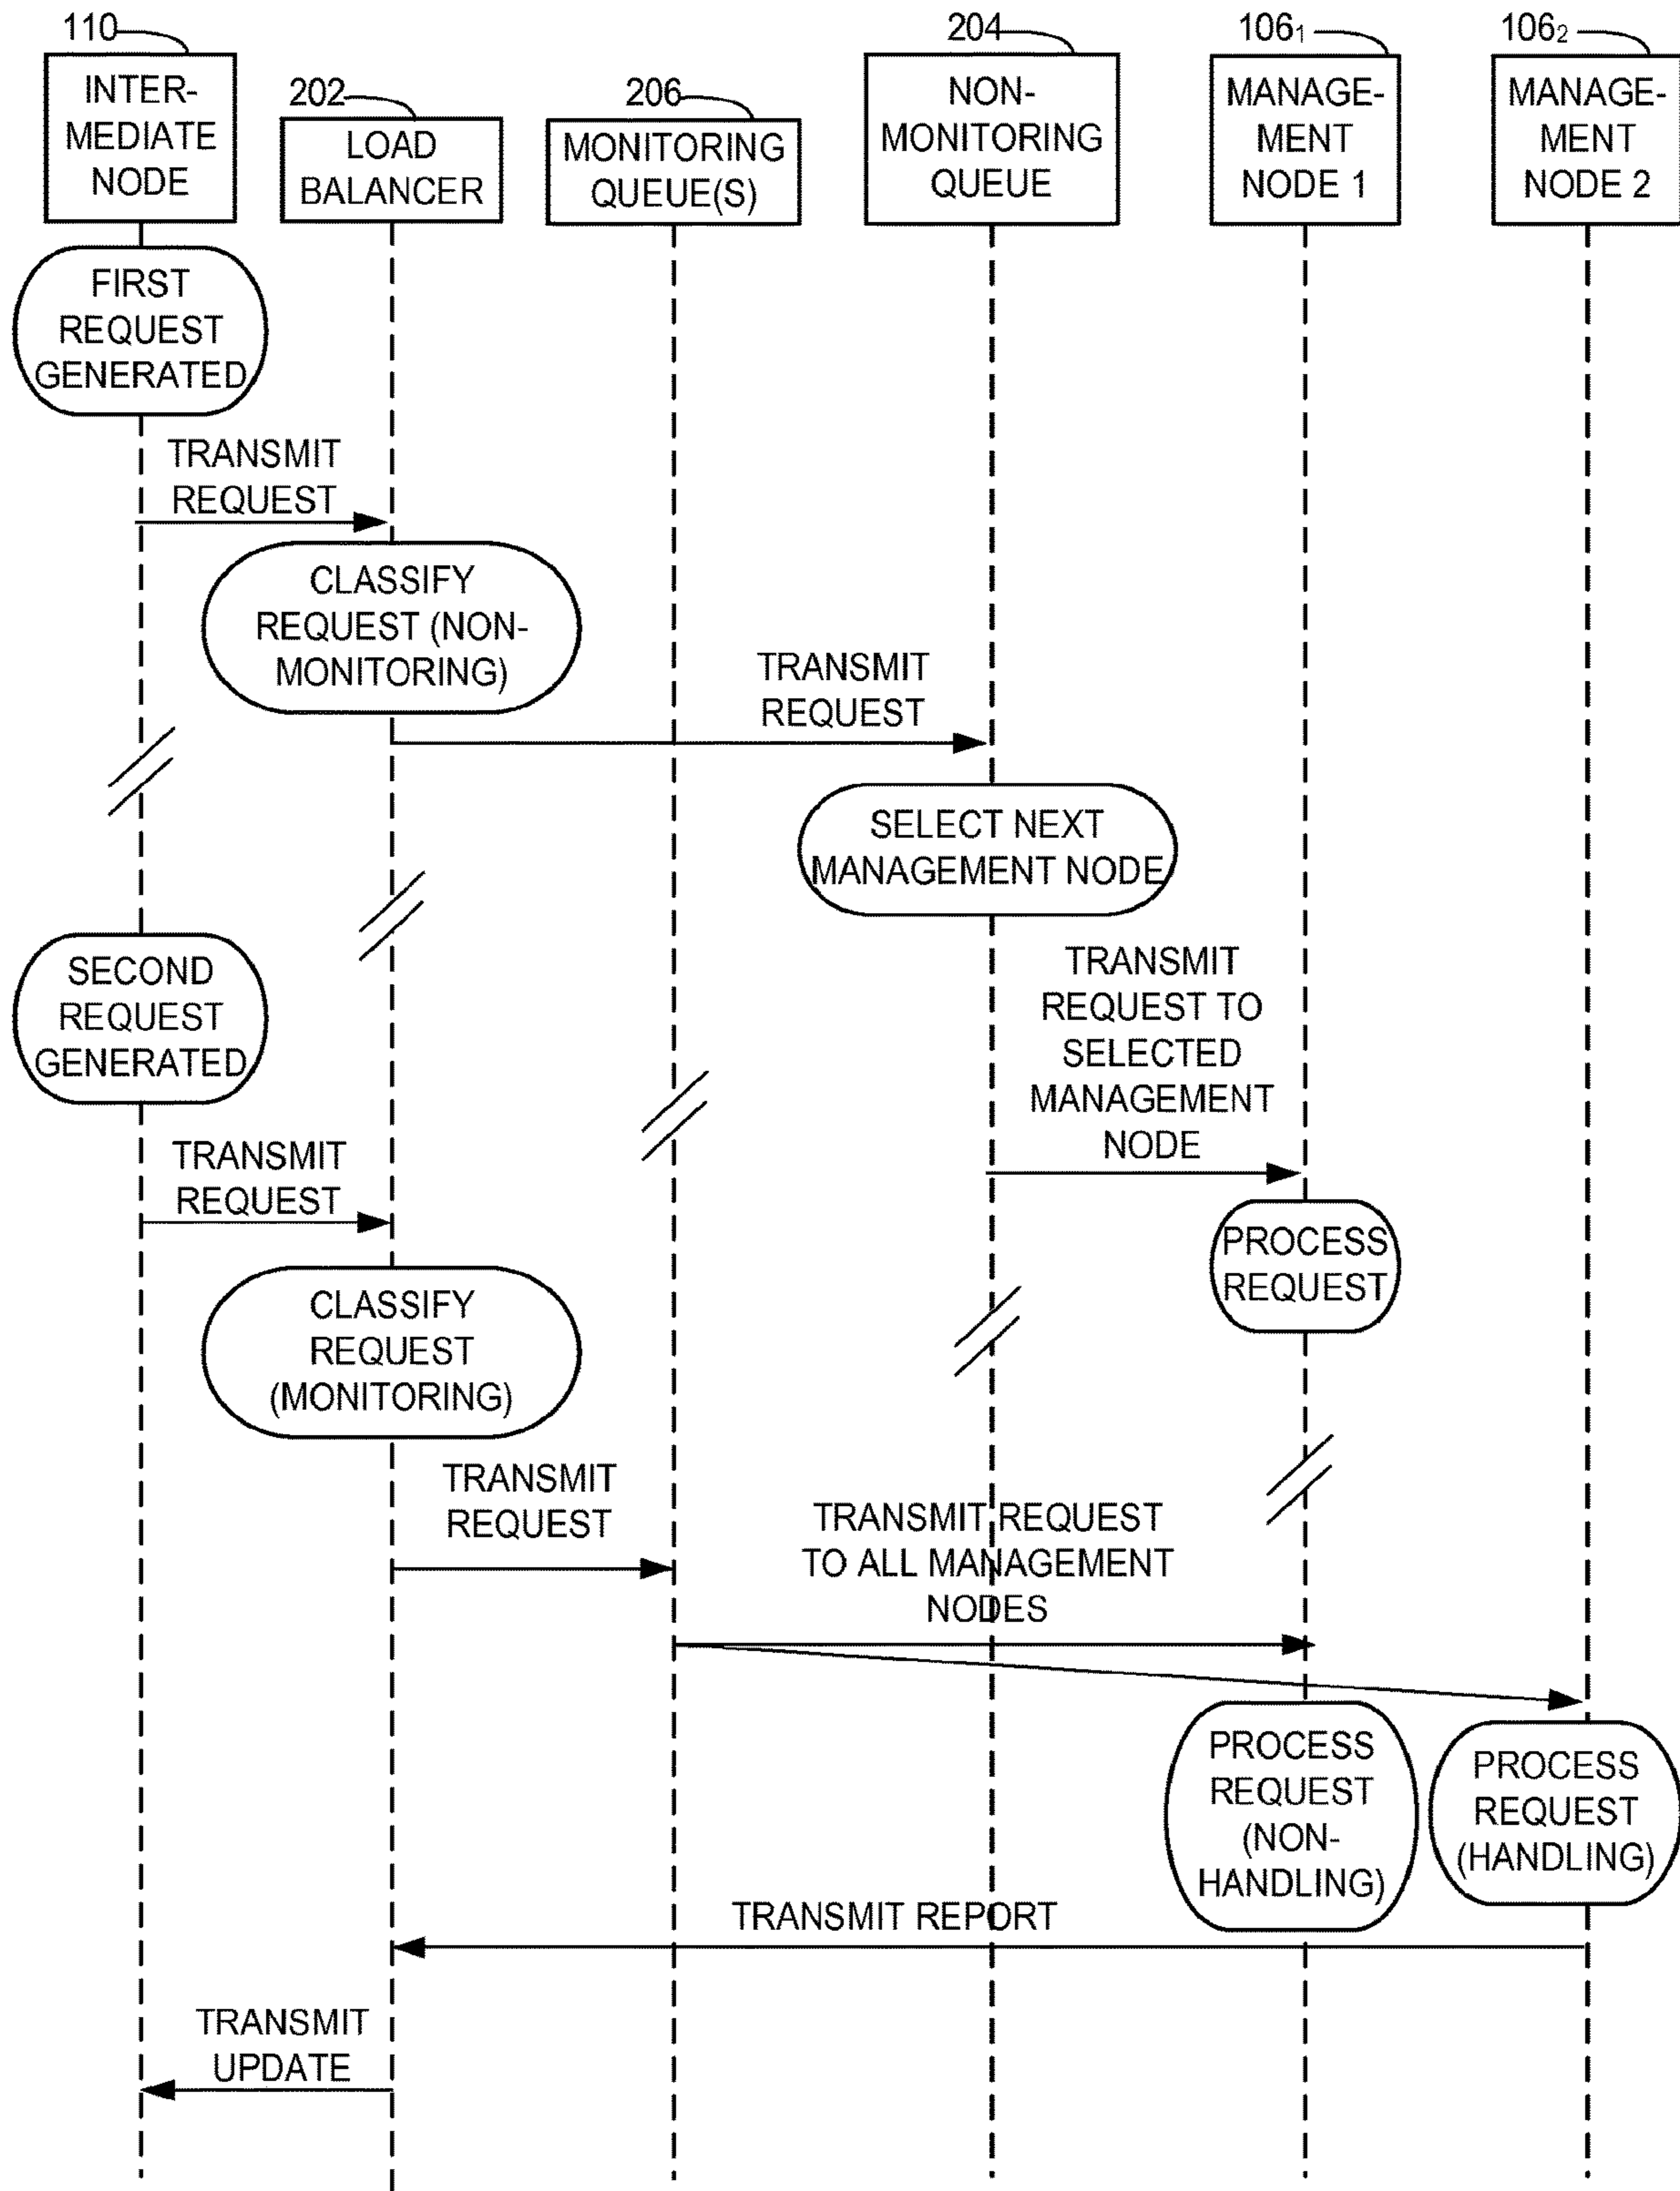 110
INTER-
MEDIATE
NODE
202
LOAD
BALANCER
206
MONITORING
QUEUE(S)
204
NON-
MONITORING
QUEUE
106₁
MANAGE-
MENT
NODE 1
106₂
MANAGE-
MENT
NODE 2
FIRST
REQUEST
GENERATED
TRANSMIT
REQUEST
CLASSIFY
REQUEST (NON-
MONITORING)
TRANSMIT
REQUEST
SELECT NEXT
MANAGEMENT NODE
SECOND
REQUEST
GENERATED
TRANSMIT
REQUEST TO
SELECTED
MANAGEMENT
NODE
TRANSMIT
REQUEST
PROCESS
REQUEST
CLASSIFY
REQUEST
(MONITORING)
TRANSMIT
REQUEST
TRANSMIT REQUEST
TO ALL MANAGEMENT
NODES
PROCESS
REQUEST
(NON-
HANDLING)
PROCESS
REQUEST
(HANDLING)
TRANSMIT REPORT
TRANSMIT
UPDATE